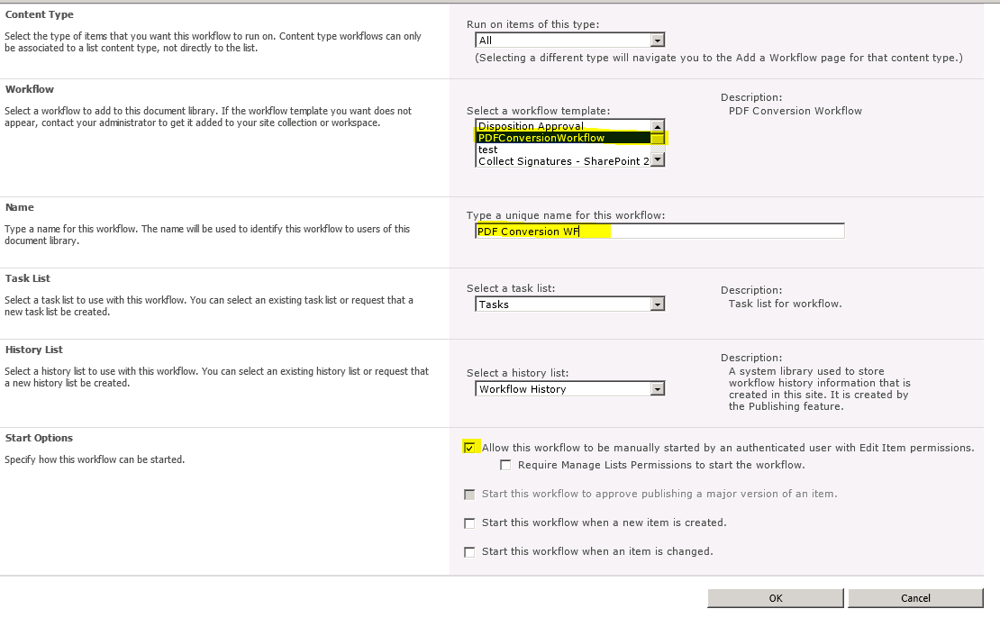 Content Type
Select the type of items that you want this workflow to run on. Content type workflows can only
be associated to a list content type, not directly to the list.
Run on items of this type:
All
(Selecting a different type will navigate you to the Add a Workflow page for that content type.)
Workflow
Select a workflow to add to this document library. If the workflow template you want does not
appear, contact your administrator to get it added to your site collection or workspace.
Select a workflow template:
Disposition Approval
PDFConversionWorkflow
test
Collect Signatures - SharePoint 2
Description:
PDF Conversion Workflow
Name
Type a name for this workflow. The name will be used to identify this workflow to users of this
document library.
Type a unique name for this workflow:
PDF Conversion WF
Task List
Select a task list to use with this workflow. You can select an existing task list or request that a
new task list be created.
Select a task list:
Tasks
Description:
Task list for workflow.
History List
Select a history list to use with this workflow. You can select an existing history list or request that
a new history list be created.
Select a history list:
Workflow History
Description:
A system library used to store
workflow history information that is
created in this site. It is created by
the Publishing feature.
Start Options
Specify how this workflow can be started.
Allow this workflow to be manually started by an authenticated user with Edit Item permissions.
Require Manage Lists Permissions to start the workflow.
Start this workflow to approve publishing a major version of an item.
Start this workflow when a new item is created.
Start this workflow when an item is changed.
OK
Cancel